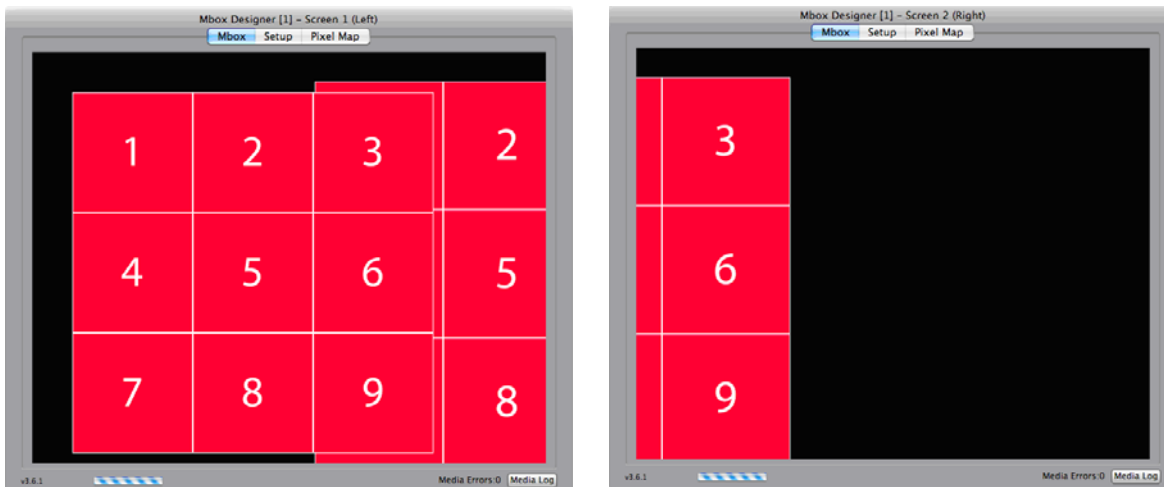 Mbox Designer [1] – Screen 1 (Left)
Mbox Setup Pixel Map
1 2 3 2
4 5 6 5
7 8 9 8
v3.6.1 Media Errors:0 Media Log
Mbox Designer [1] – Screen 2 (Right)
Mbox Setup Pixel Map
3
6
9
v3.6.1 Media Errors:0 Media Log